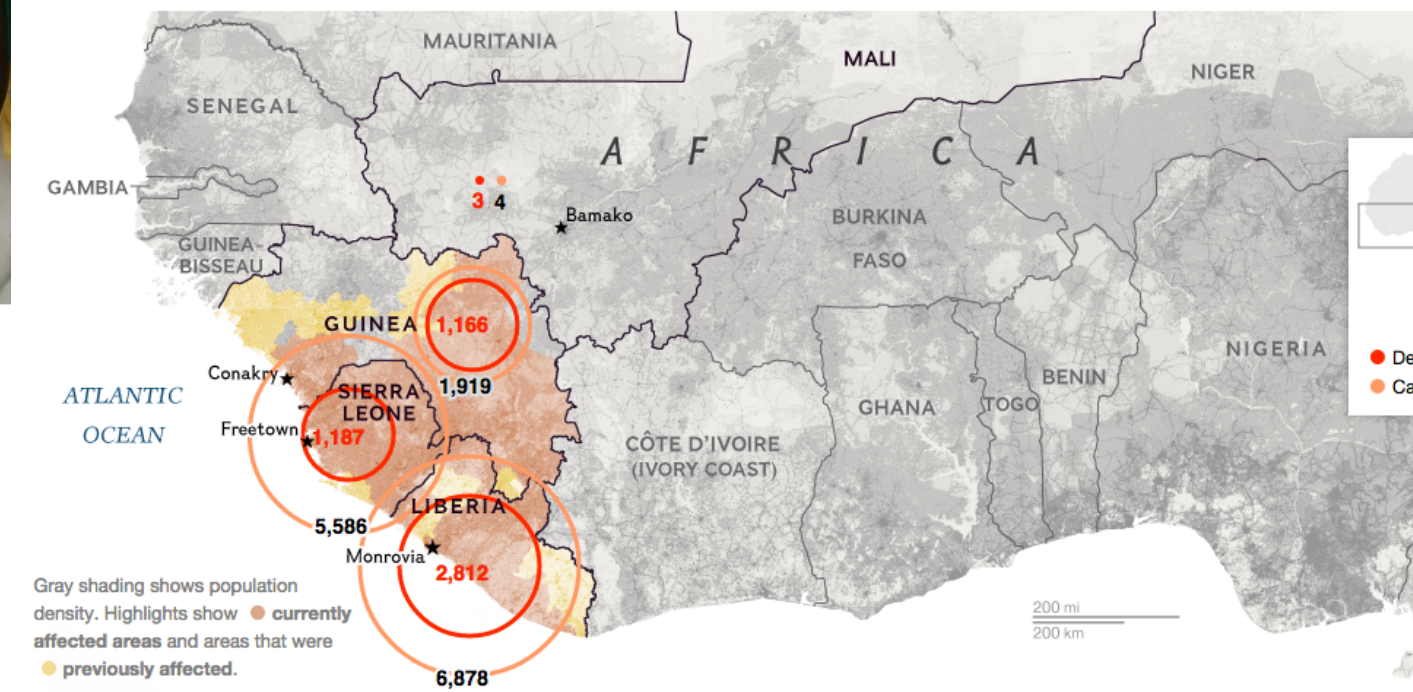 MAURITANIA
MALI
NIGER
SENEGAL
A F R I C A
GAMBIA
3 4
Bamako
BURKINA
FASO
GUINEA-
BISSEAU
GUINEA
1,166
NIGERIA
Conakry
1,919
SIERRA
LEONE
BENIN
ATLANTIC
OCEAN
GHANA
TOGO
Freetown
1,187
CÔTE D'IVOIRE
(IVORY COAST)
LIBERIA
5,586
Monrovia
2,812
6,878
Gray shading shows population
density. Highlights show currently
affected areas and areas that were
previously affected.
200 mi
200 km
De
Ca